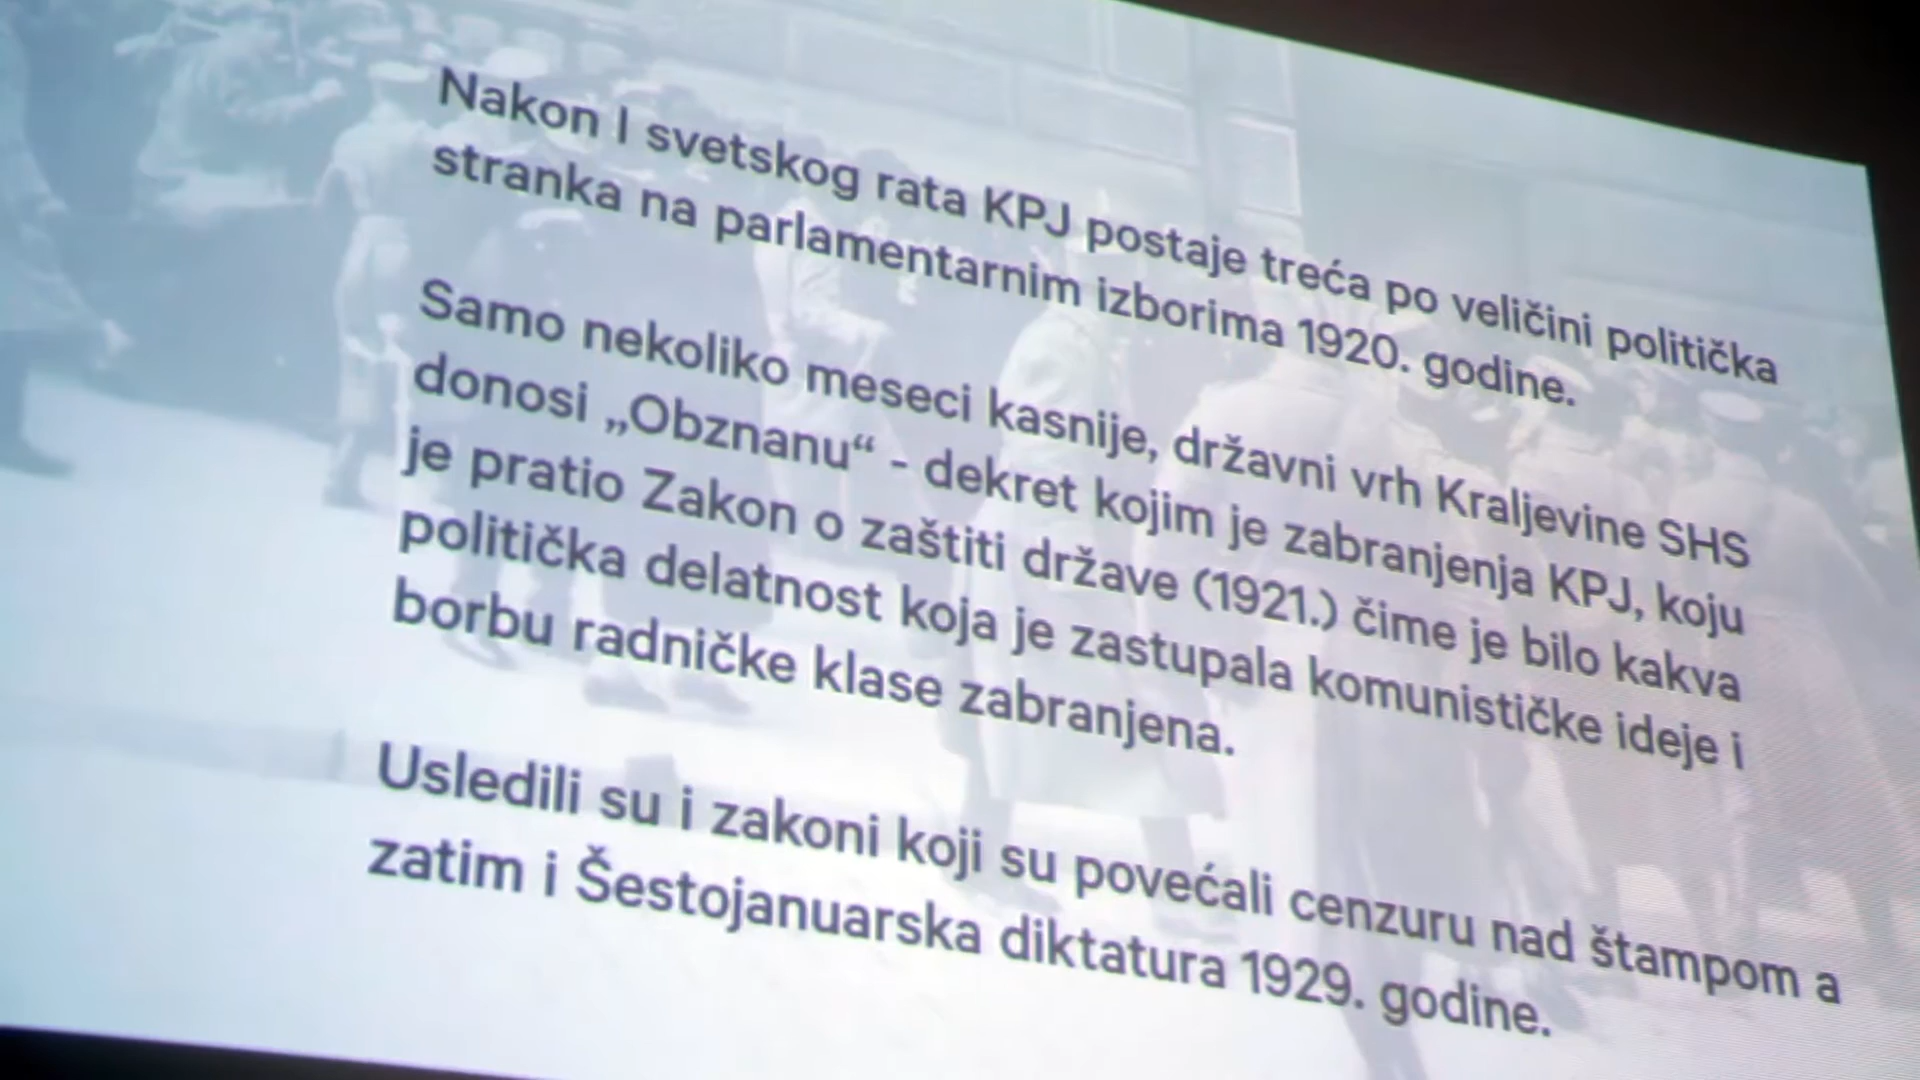 Nakon I svetskog rata KPJ postaje treća po veličini politička
stranka na parlamentarnim izborima 1920. godine.
Samo nekoliko meseci kasnije, državni vrh Kraljevine SHS
donosi „Obznanu“ - dekret kojim je zabranjenja KPJ, koju
je pratio Zakon o zaštiti države (1921.) čime je bilo kakva
politička delatnost koja je zastupala komunističke ideje i
borbu radničke klase zabranjena.
Usledili su i zakoni koji su povećali cenzuru nad štampom a
zatim i Šestojanuarska diktatura 1929. godine.